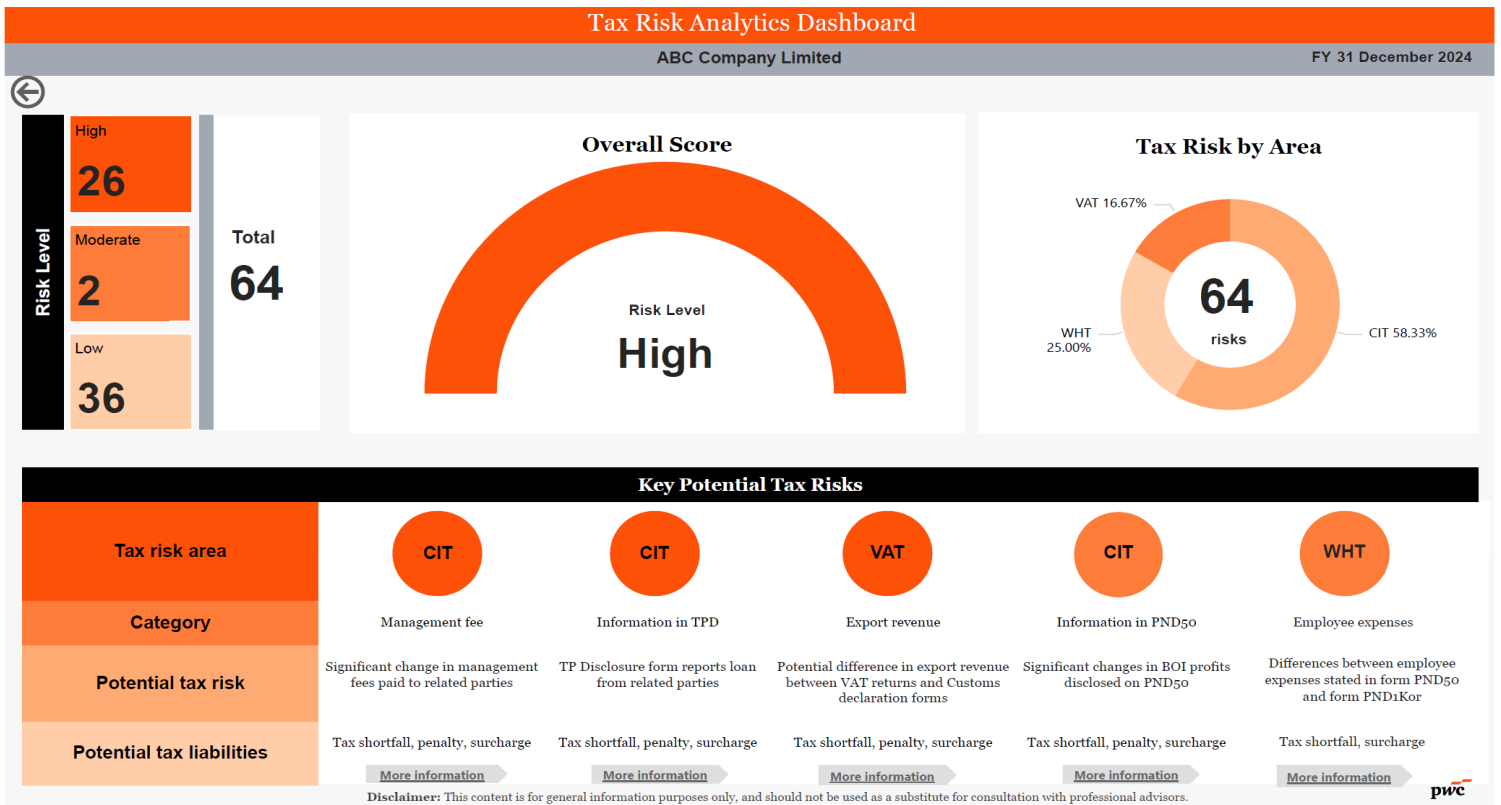 Tax Risk Analytics Dashboard
ABC Company Limited
FY 31 December 2024
Risk Level
High
26
Moderate
2
Low
36
Total
64
Overall Score
Risk Level
High
Tax Risk by Area
VAT 16.67%
WHT
25.00%
CIT 58.33%
64
risks
Key Potential Tax Risks
Tax risk area
CIT
CIT
VAT
CIT
WHT
Category
Management fee
Information in TPD
Export revenue
Information in PND50
Employee expenses
Potential tax risk
Significant change in management
fees paid to related parties
TP Disclosure form reports loan
from related parties
Potential difference in export revenue
between VAT returns and Customs
declaration forms
Significant changes in BOI profits
disclosed on PND50
Differences between employee
expenses stated in form PND50
and form PND1Kor
Potential tax liabilities
Tax shortfall, penalty, surcharge
Tax shortfall, penalty, surcharge
Tax shortfall, penalty, surcharge
Tax shortfall, penalty, surcharge
Tax shortfall, surcharge
More information
More information
More information
More information
More information
Disclaimer: This content is for general information purposes only, and should not be used as a substitute for consultation with professional advisors.
pwc